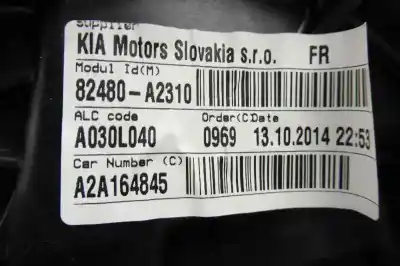 Supplier
KIA Motors Slovakia s.r.o. FR
Modul Id(M)
82480-A2310
ALC code Order(C)Date
A030L040 0969 13.10.2014 22:53
Car Number (C)
A2A164845